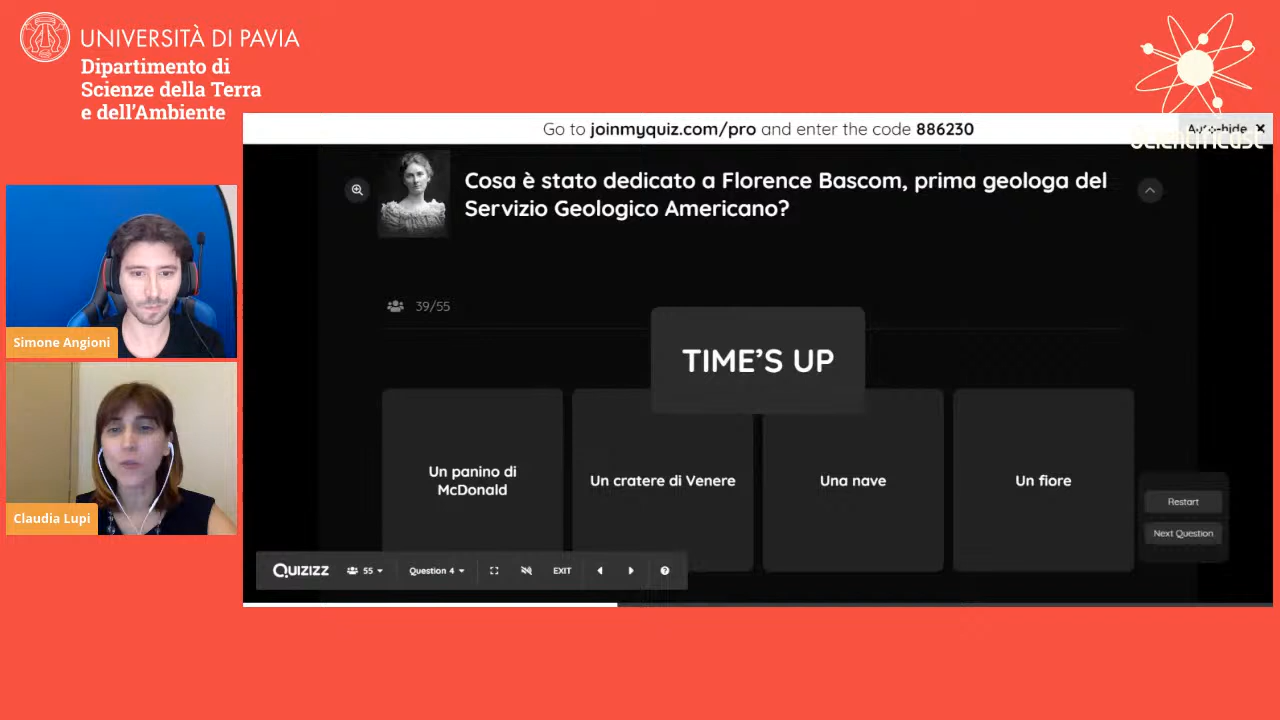 UNIVERSITÀ DI PAVIA
Dipartimento di
Scienze della Terra
e dell'Ambiente
Go to joinmyquiz.com/pro and enter the code 886230
Auto-hide ×
Scientificast
Cosa è stato dedicato a Florence Bascom, prima geologa del
Servizio Geologico Americano?
39/55
TIME'S UP
Un panino di
McDonald
Un cratere di Venere
Una nave
Un fiore
Restart
Next Question
Quizizz
55
Question 4
EXIT
Simone Angioni
Claudia Lupi